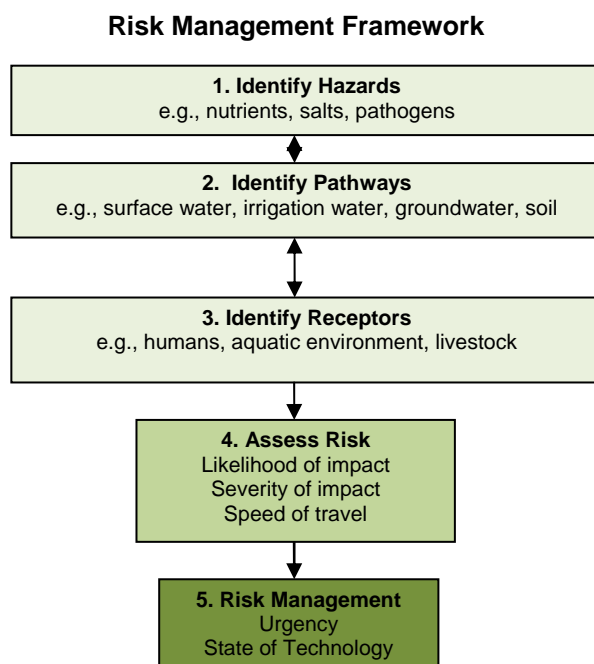 Risk Management Framework
1. Identify Hazards
e.g., nutrients, salts, pathogens
2. Identify Pathways
e.g., surface water, irrigation water, groundwater, soil
3. Identify Receptors
e.g., humans, aquatic environment, livestock
4. Assess Risk
Likelihood of impact
Severity of impact
Speed of travel
5. Risk Management
Urgency
State of Technology